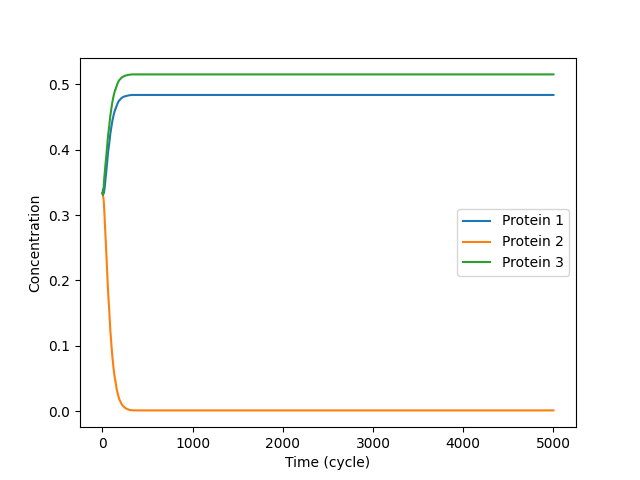 0.5
0.4
0.3
0.2
0.1
0.0
Concentration
0
1000
2000
3000
4000
5000
Time (cycle)
Protein 1
Protein 2
Protein 3